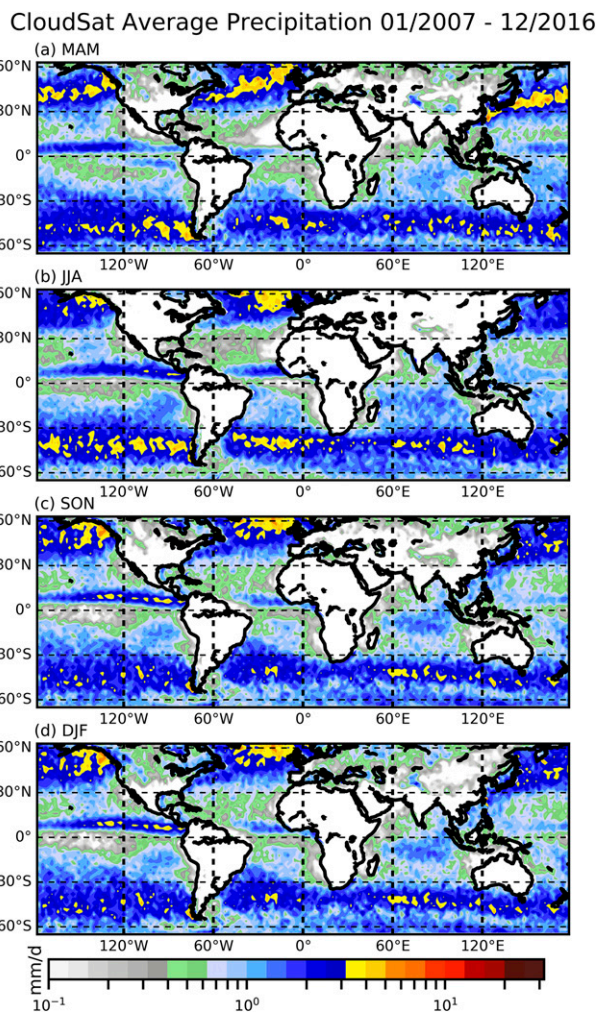 CloudSat Average Precipitation 01/2007 - 12/2016
(a) MAM
60°N
30°N
0°
30°S
60°S
120°W 60°W 0° 60°E 120°E
(b) JJA
60°N
30°N
0°
30°S
60°S
120°W 60°W 0° 60°E 120°E
(c) SON
60°N
30°N
0°
30°S
60°S
120°W 60°W 0° 60°E 120°E
(d) DJF
60°N
30°N
0°
30°S
60°S
120°W 60°W 0° 60°E 120°E
mm/d
10⁻¹ 10⁰ 10¹